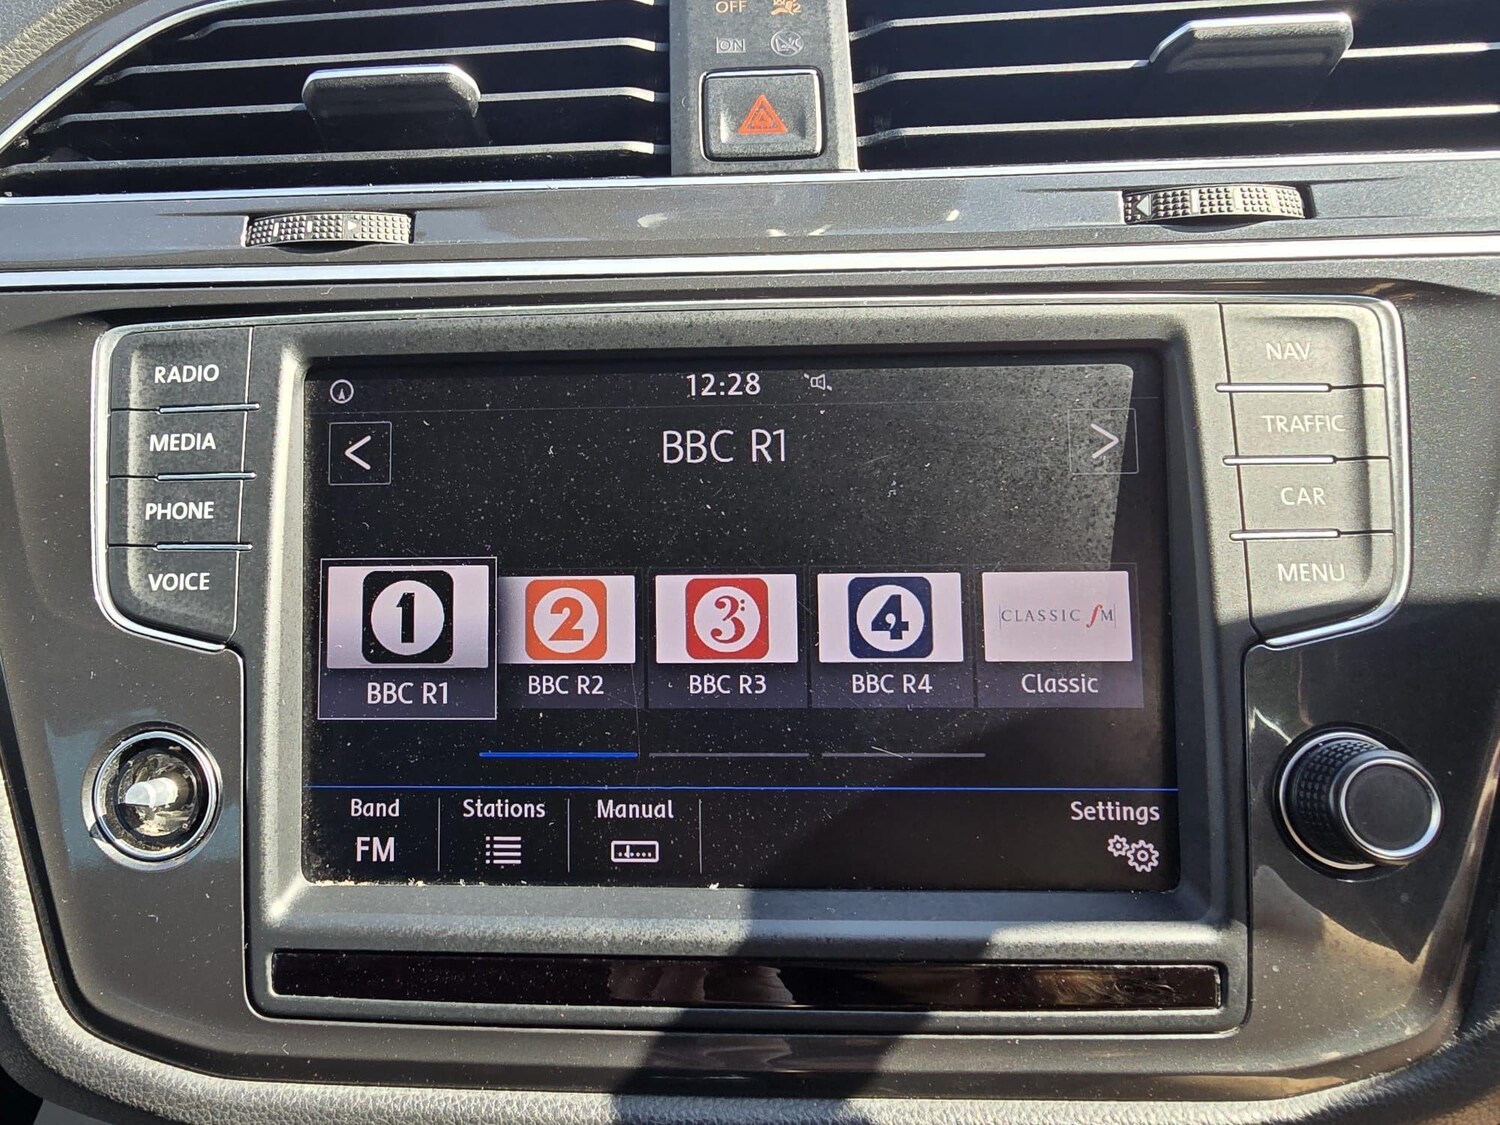 OFF
ON
RADIO
MEDIA
PHONE
VOICE
NAV
TRAFFIC
CAR
MENU
12:28
< BBC R1 >
1 2 3 4 CLASSIC fM
BBC R1 BBC R2 BBC R3 BBC R4 Classic
Band Stations Manual Settings
FM